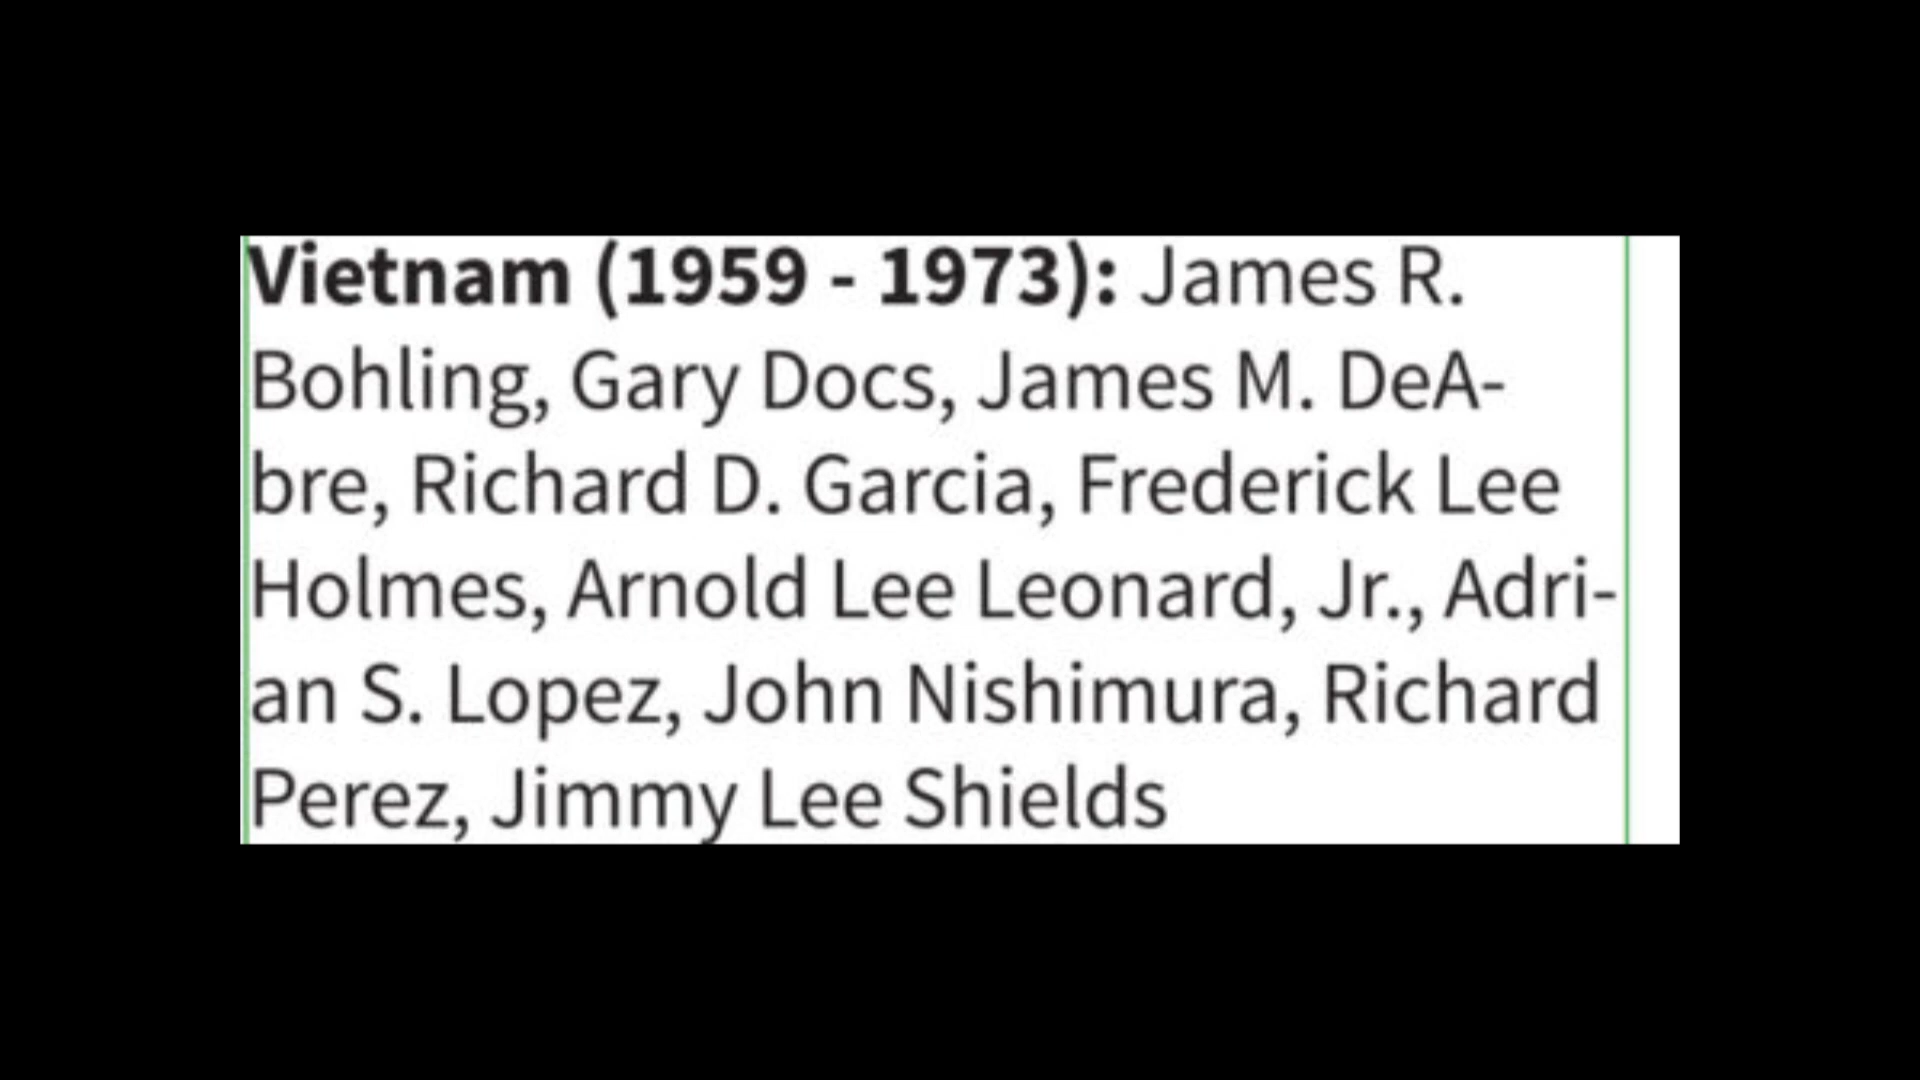 Vietnam (1959 - 1973): James R.
Bohling, Gary Docs, James M. DeA-
bre, Richard D. Garcia, Frederick Lee
Holmes, Arnold Lee Leonard, Jr., Adri-
an S. Lopez, John Nishimura, Richard
Perez, Jimmy Lee Shields